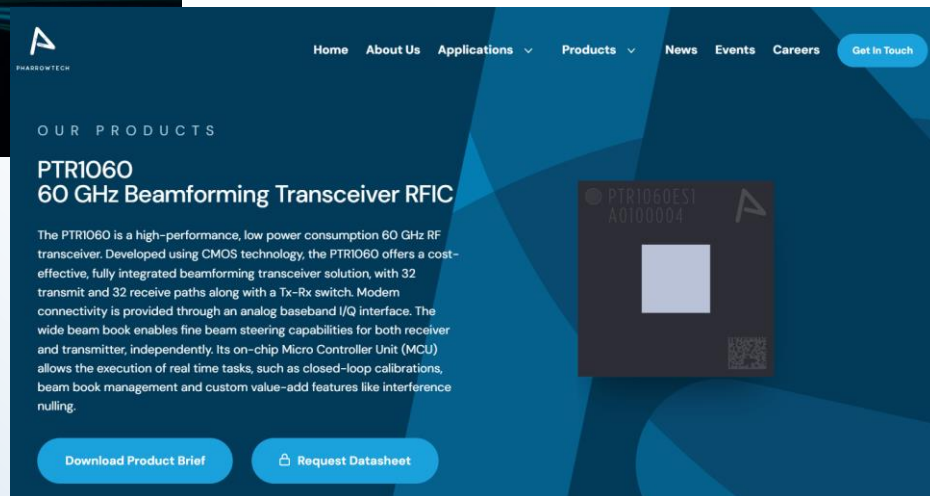 PHARROWTECH
Home About Us Applications Products News Events Careers Get In Touch
OUR PRODUCTS
PTR1060
60 GHz Beamforming Transceiver RFIC
The PTR1060 is a high-performance, low power consumption 60 GHz RF
transceiver. Developed using CMOS technology, the PTR1060 offers a cost-
effective, fully integrated beamforming transceiver solution, with 32
transmit and 32 receive paths along with a Tx-Rx switch. Modem
connectivity is provided through an analog baseband I/Q interface. The
wide beam book enables fine beam steering capabilities for both receiver
and transmitter, independently. Its on-chip Micro Controller Unit (MCU)
allows the execution of real time tasks, such as closed-loop calibrations,
beam book management and custom value-add features like interference
nulling.
Download Product Brief Request Datasheet
PTR1060ES1
A0100004